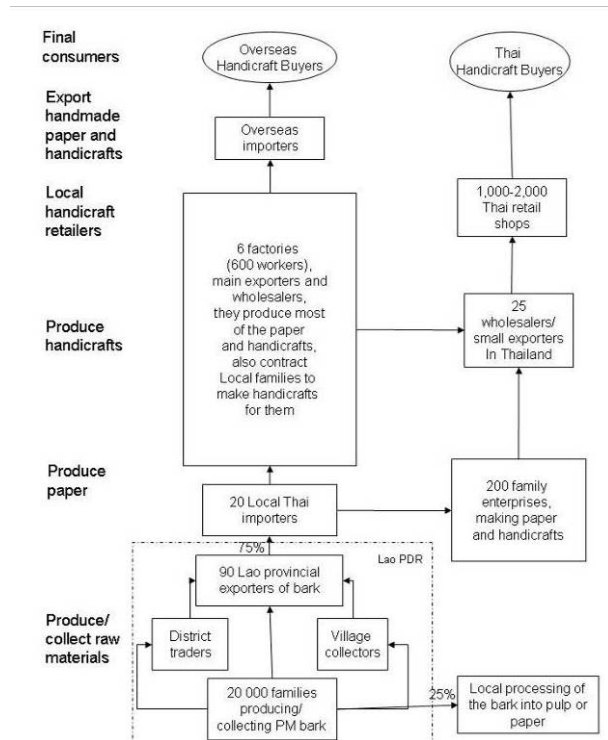 Final
consumers
Overseas
Handicraft Buyers
Thai
Handicraft Buyers
Export
handmade
paper and
handicrafts
Overseas
importers
Local
handicraft
retailers
1,000-2,000
Thai retail
shops
6 factories
(600 workers),
main exporters and
wholesalers,
they produce most
of the paper
and handicrafts,
also contract
Local families to
make handicrafts
for them
Produce
handicrafts
25
wholesalers/
small exporters
In Thailand
Produce
paper
20 Local Thai
importers
200 family
enterprises,
making paper
and handicrafts
75%
Lao PDR
90 Lao provincial
exporters of bark
Produce/
collect raw
materials
District
traders
Village
collectors
20 000 families
producing/
collecting PM bark
25%
Local processing
of the bark into pulp or
paper